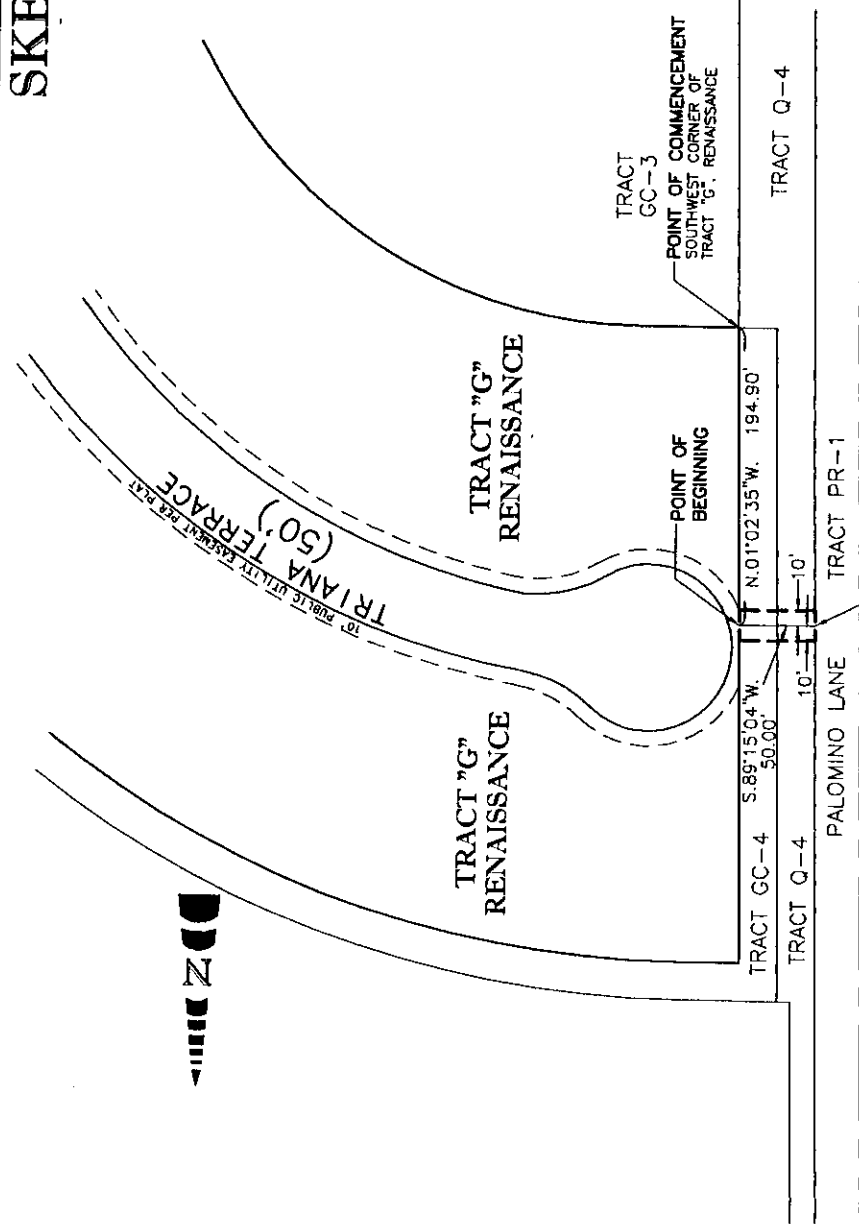 SKE
TRACT Q-4
TRACT
GC-3
POINT OF COMMENCEMENT
SOUTHWEST CORNER OF
TRACT "G", RENAISSANCE
TRACT "G"
RENAISSANCE
TRIANA TERRACE
(50')
10' PUBLIC UTILITY EASEMENT PER PLAT
POINT OF
BEGINNING
N.01°02'35"W. 194.90'
TRACT PR-1
10'
10'
S.89°15'04"W.
50.00'
TRACT "G"
RENAISSANCE
TRACT GC-4
TRACT Q-4
PALOMINO LANE
N